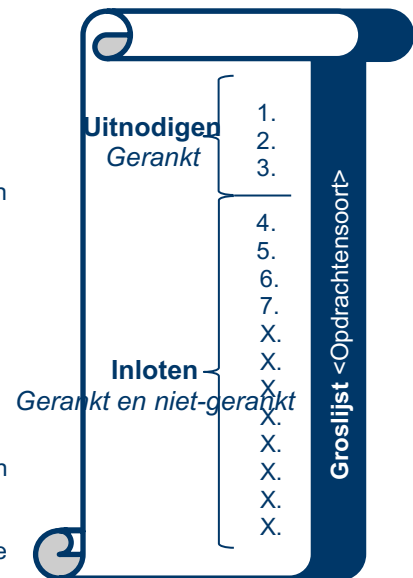 Uitnodigen
Gerankt
1.
2.
3.
n
4.
5.
6.
7.
X.
X.
Inloten
Gerankt en niet-gerankt
X.
X.
X.
X.
X.
X.
n
e
Groslijst <Opdrachtensoort>